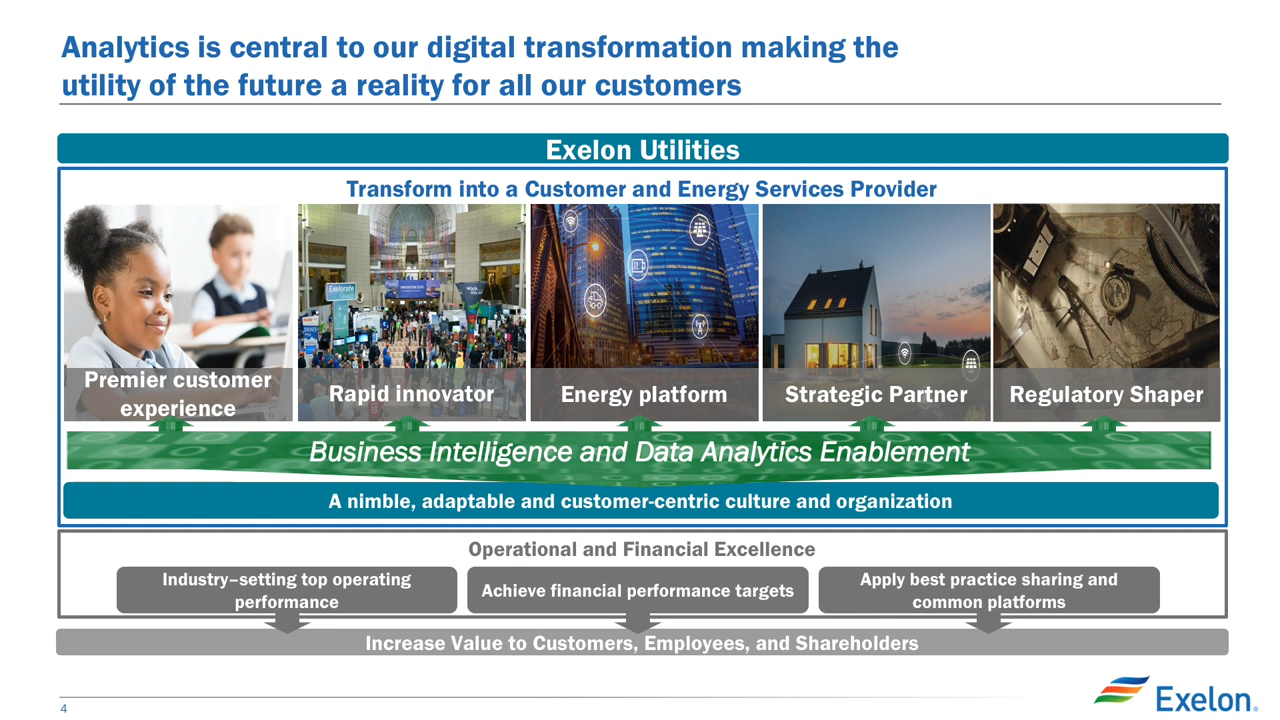 Analytics is central to our digital transformation making the
utility of the future a reality for all our customers
Exelon Utilities
Transform into a Customer and Energy Services Provider
Exelorate
Premier customer
experience
Rapid innovator
Energy platform
Strategic Partner
Regulatory Shaper
Business Intelligence and Data Analytics Enablement
A nimble, adaptable and customer-centric culture and organization
Operational and Financial Excellence
Industry–setting top operating
performance
Achieve financial performance targets
Apply best practice sharing and
common platforms
Increase Value to Customers, Employees, and Shareholders
4
Exelon